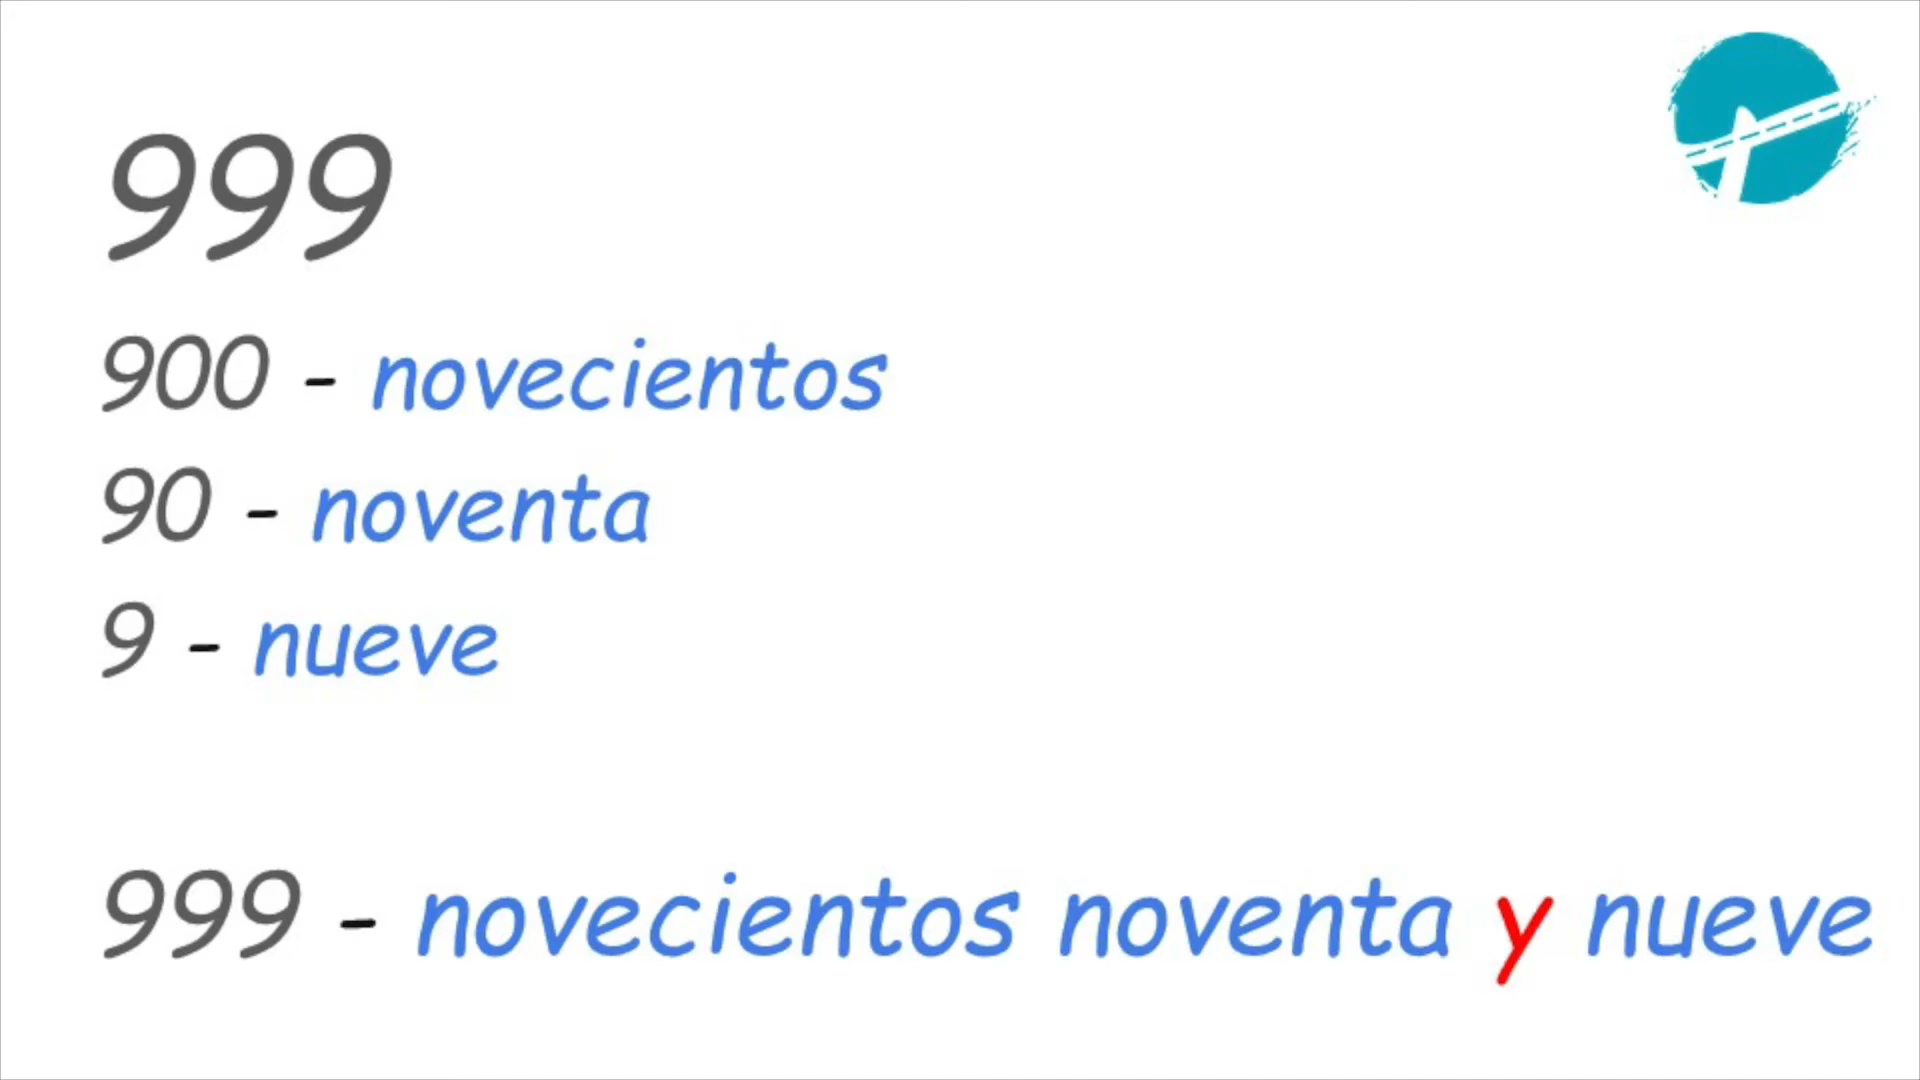 999
900 - novecientos
90 - noventa
9 - nueve
999 - novecientos noventa y nueve